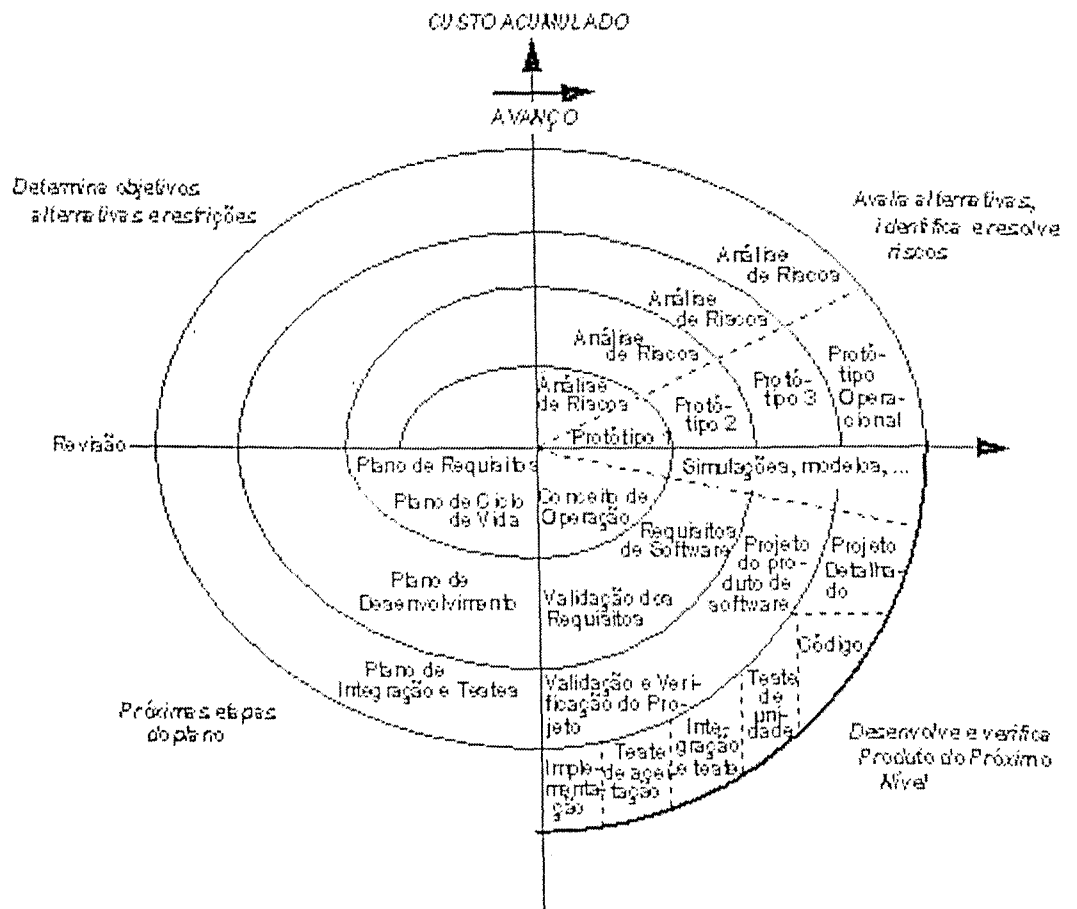 CUSTO ACUMULADO
AVANÇO
Determina objetivos
alternativas e restrições
Avalia alternativas,
identifica e resolve
riscos
Análise
de Riscos
Análise
de Riscos
Análise
de Riscos
Análise
de Riscos
Protó-
tipo
Opera-
cional
Protó-
tipo 3
Protó-
tipo 2
Protótipo
Revisão
Plano de Requisitos
Simulações, modelos, ...
Plano de Ciclo
de Vida
Conceito de
Operação
Requisitos
de Software
Projeto
do pro-
duto de
software
Projeto
Detalha-
do
Plano de
Desenvolvimento
Validação dos
Requisitos
Código
Plano de
Integração e Testes
Validação e Veri-
ficação do Pro-
jeto
Teste
de
uni-
dade
Inte-
gração
e teste
Teste
de acei-
tação
Imple-
menta-
ção
Próximas etapas
do plano
Desenvolve e verifica
Produto do Próximo
Nível